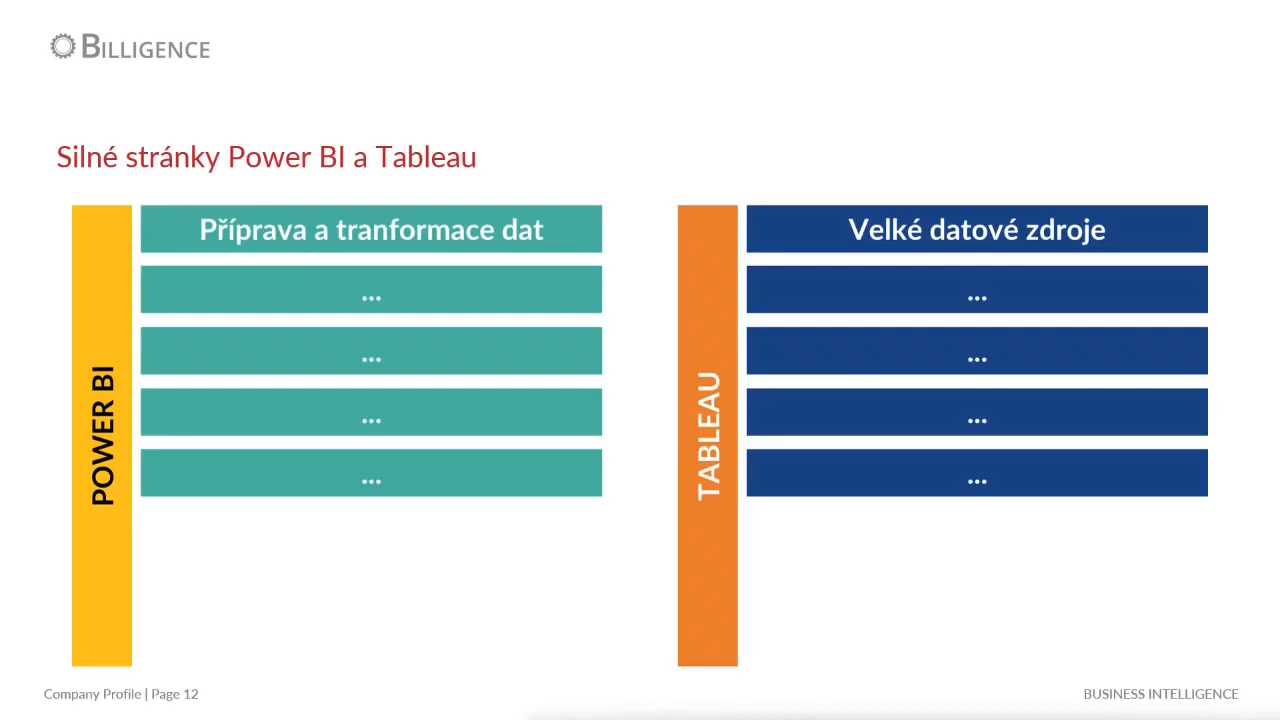 BILLIGENCE
Silné stránky Power BI a Tableau
POWER BI
Příprava a tranformace dat
...
...
...
...
TABLEAU
Velké datové zdroje
...
...
...
...
Company Profile | Page 12
BUSINESS INTELLIGENCE